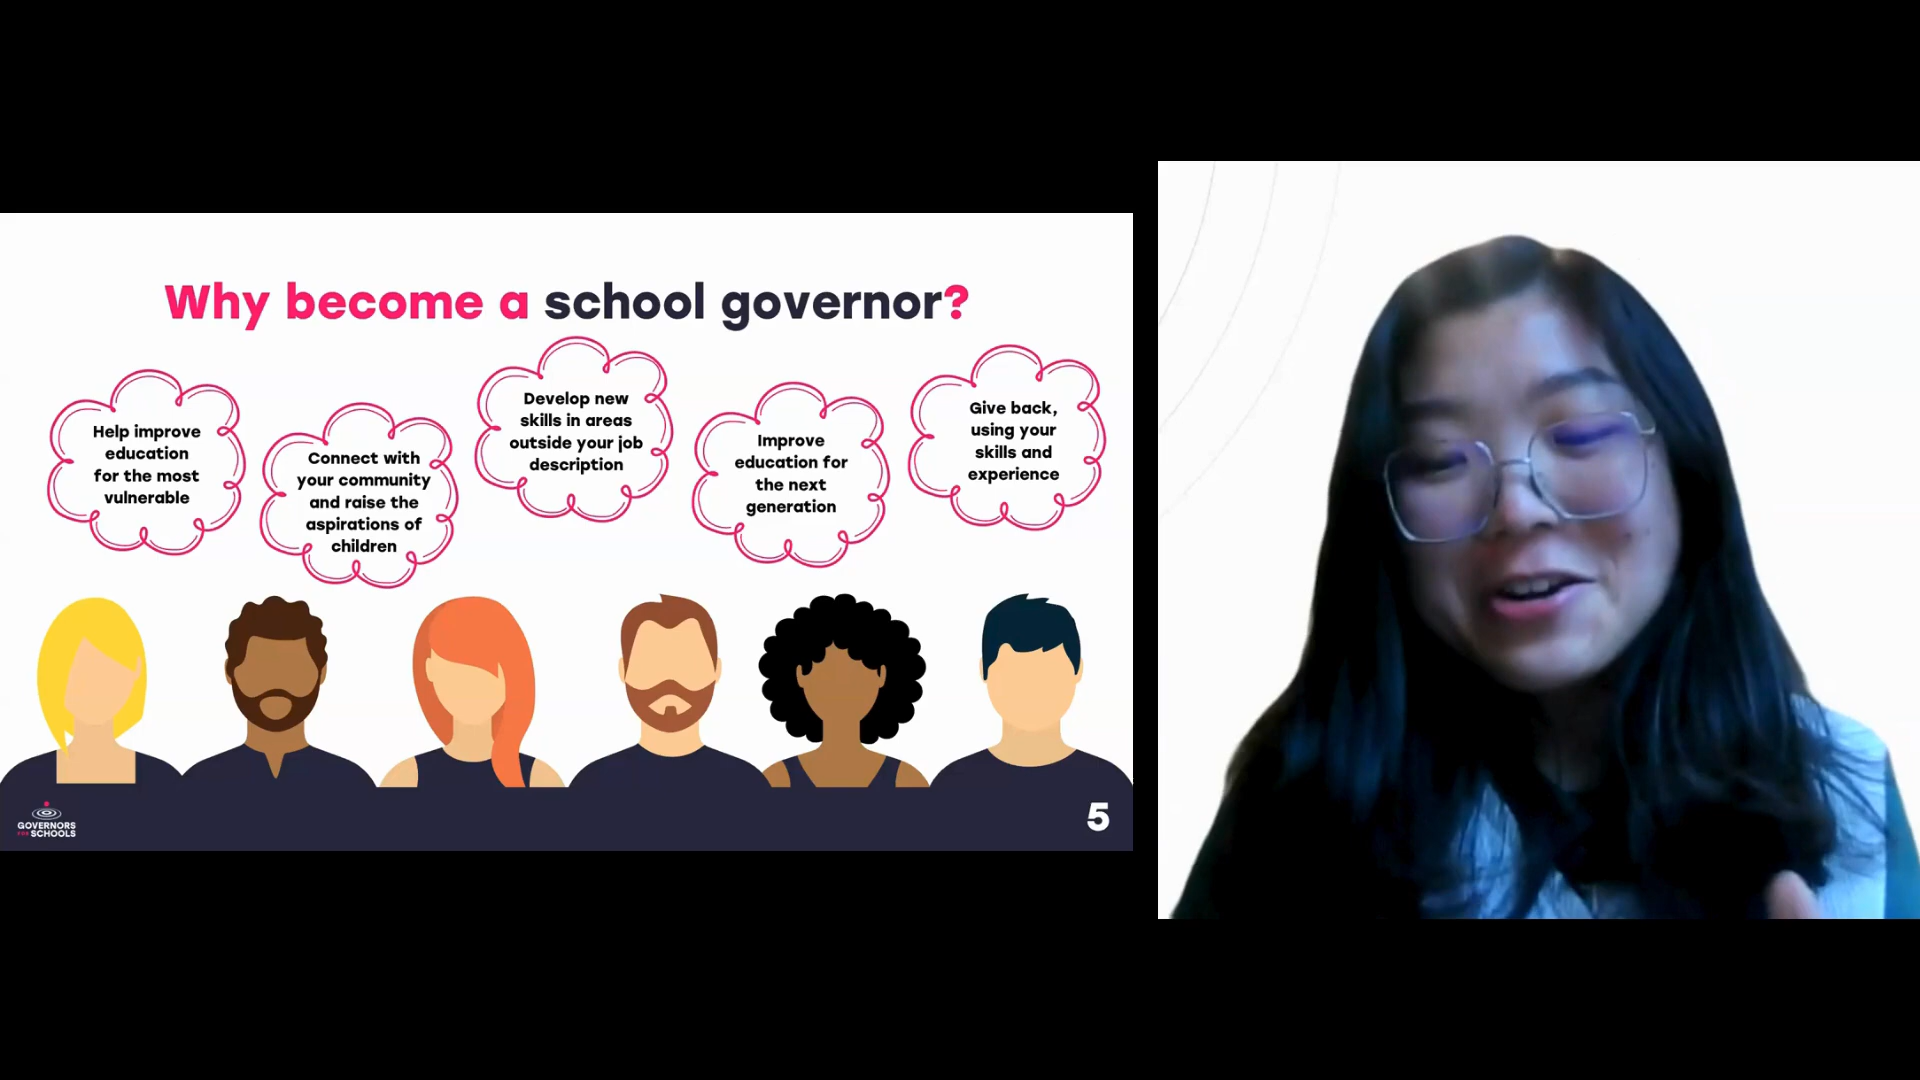 Why become a school governor?
Help improve
education
for the most
vulnerable
Connect with
your community
and raise the
aspirations of
children
Develop new
skills in areas
outside your job
description
Improve
education for
the next
generation
Give back,
using your
skills and
experience
GOVERNORS
FOR SCHOOLS
5